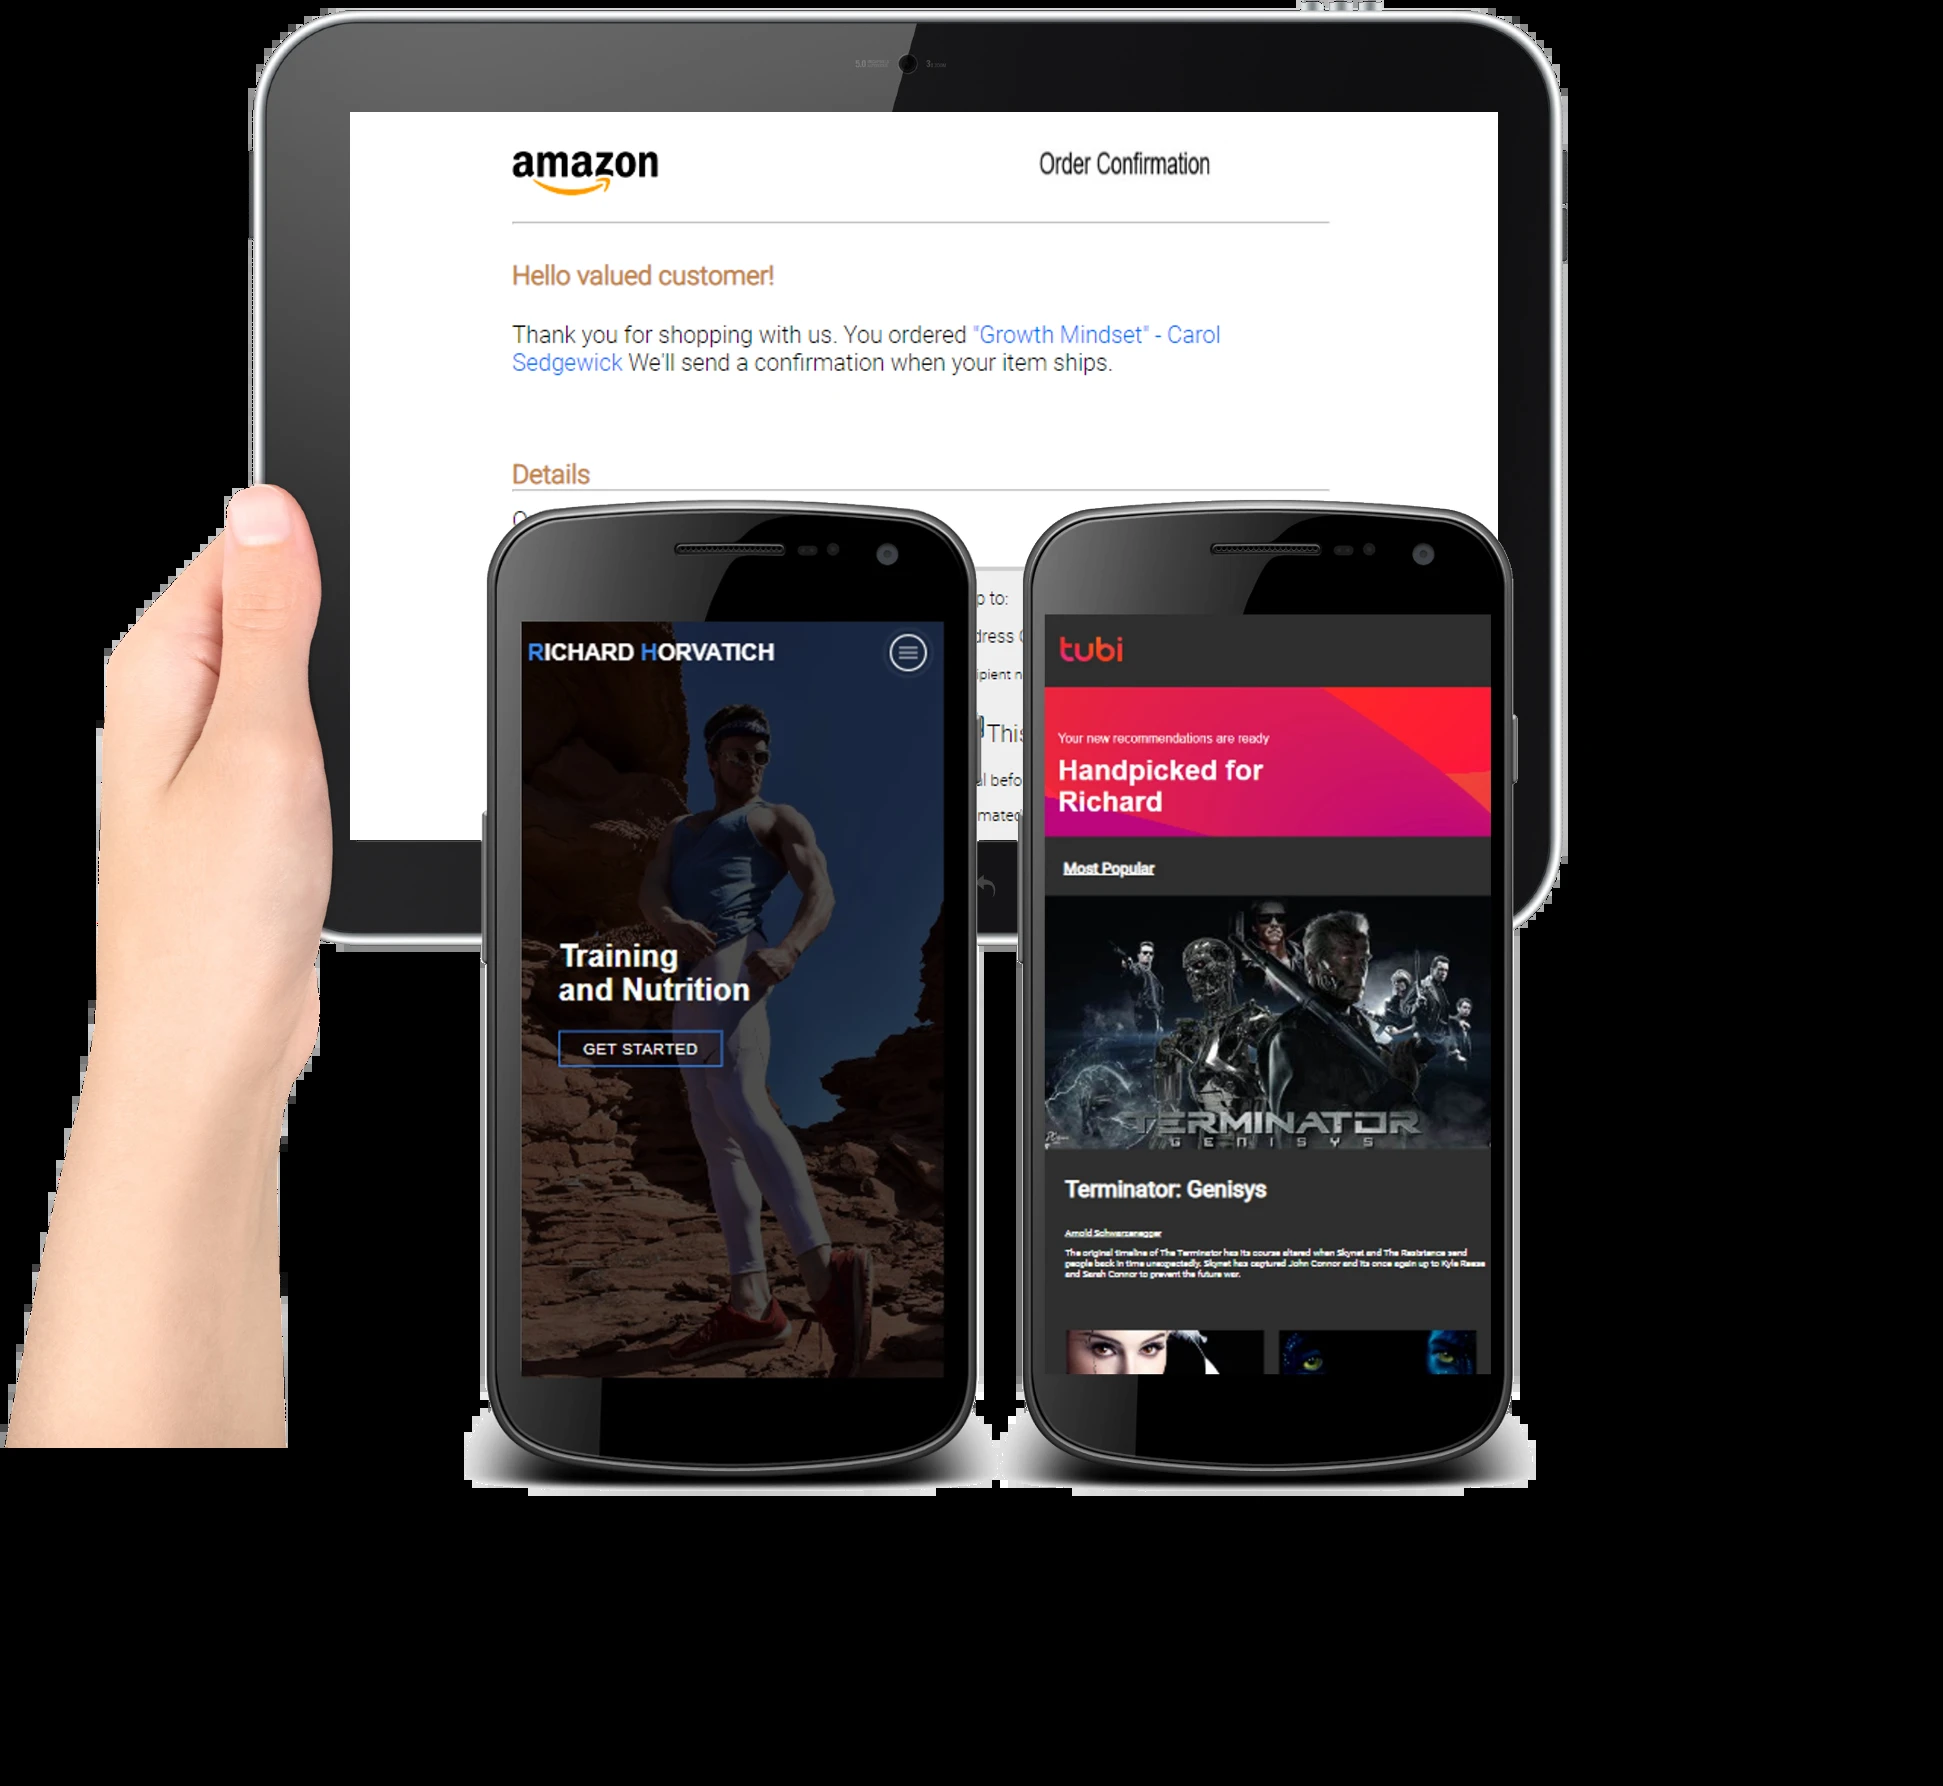 amazon
Order Confirmation
Hello valued customer!
Thank you for shopping with us. You ordered "Growth Mindset" - Carol
Sedgewick We'll send a confirmation when your item ships.
Details
p to:
dress
ipient n
This
al befo
mated
RICHARD HORVATICH
Training
and Nutrition
GET STARTED
tubi
Your new recommendations are ready
Handpicked for
Richard
Most Popular
TERMINATOR
GENISYS
Terminator: Genisys
Arnold Schwarzenegger
The original timeline of The Terminator has its course altered when Skynet and The Resistance send
people back in time unexpectedly. Skynet has captured John Connor and its once again up to Kyle Reese
and Sarah Connor to prevent the future war.